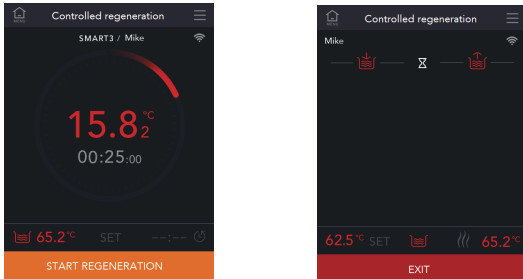 Controlled regeneration
MENU
SMART3 / Mike
15.8 °C
2
00:25:00
65.2°C SET --:--
START REGENERATION
Controlled regeneration
MENU
Mike
62.5°C SET 65.2°C
EXIT